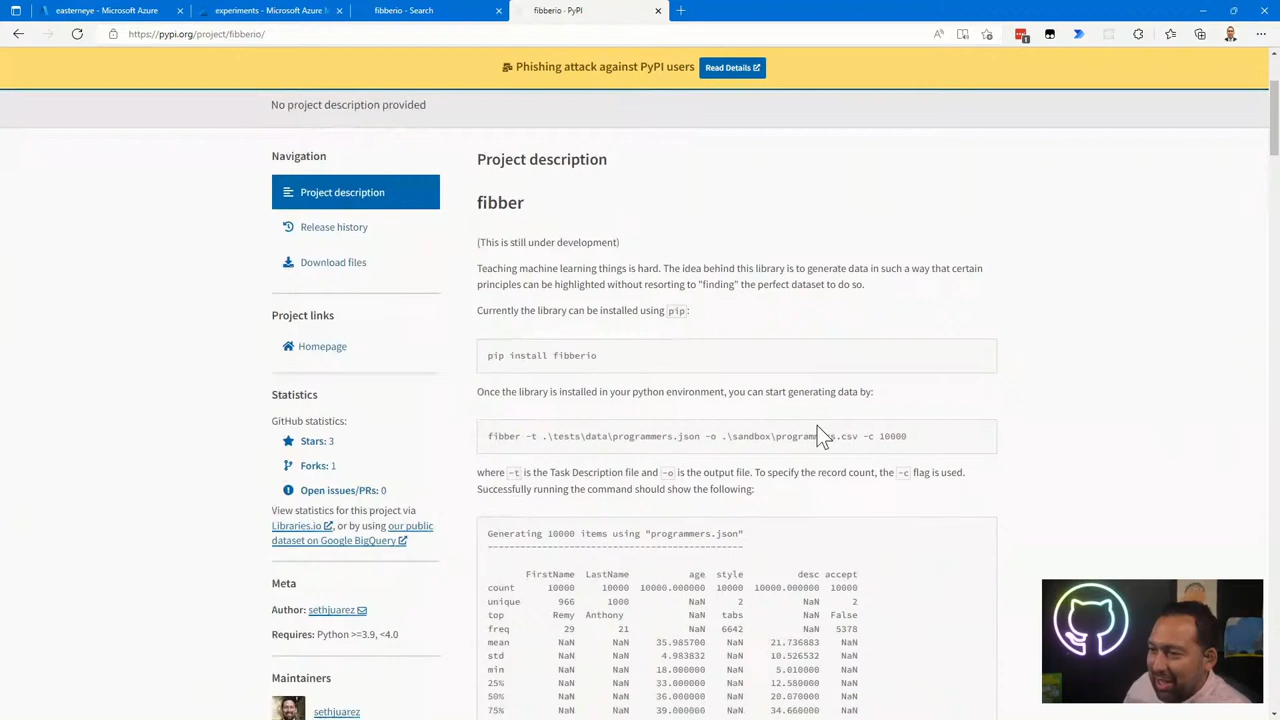 easterneye - Microsoft Azure
experiments - Microsoft Azure M
fibberio - Search
fibberio · PyPI
https://pypi.org/project/fibberio/
Phishing attack against PyPI users
Read Details
No project description provided
Navigation
Project description
Release history
Download files
Project links
Homepage
Statistics
GitHub statistics:
Stars: 3
Forks: 1
Open issues/PRs: 0
View statistics for this project via
Libraries.io, or by using our public
dataset on Google BigQuery
Meta
Author: sethjuarez
Requires: Python >=3.9, <4.0
Maintainers
sethjuarez
Project description
fibber
(This is still under development)
Teaching machine learning things is hard. The idea behind this library is to generate data in such a way that certain
principles can be highlighted without resorting to "finding" the perfect dataset to do so.
Currently the library can be installed using pip:
pip install fibberio
Once the library is installed in your python environment, you can start generating data by:
fibber -t .\tests\data\programmers.json -o .\sandbox\programmers.csv -c 10000
where -t is the Task Description file and -o is the output file. To specify the record count, the -c flag is used.
Successfully running the command should show the following:
Generating 10000 items using "programmers.json"
-----------------------------------------------
FirstName LastName age style desc accept
count 10000 10000 10000.000000 10000 10000.000000 10000
unique 966 1000 NaN 2 NaN 2
top Remy Anthony NaN tabs NaN False
freq 29 21 NaN 6642 NaN 5378
mean NaN NaN 35.985700 NaN 21.736883 NaN
std NaN NaN 4.983832 NaN 10.526532 NaN
min NaN NaN 18.000000 NaN 5.010000 NaN
25% NaN NaN 33.000000 NaN 12.580000 NaN
50% NaN NaN 36.000000 NaN 20.070000 NaN
75% NaN NaN 39.000000 NaN 34.660000 NaN